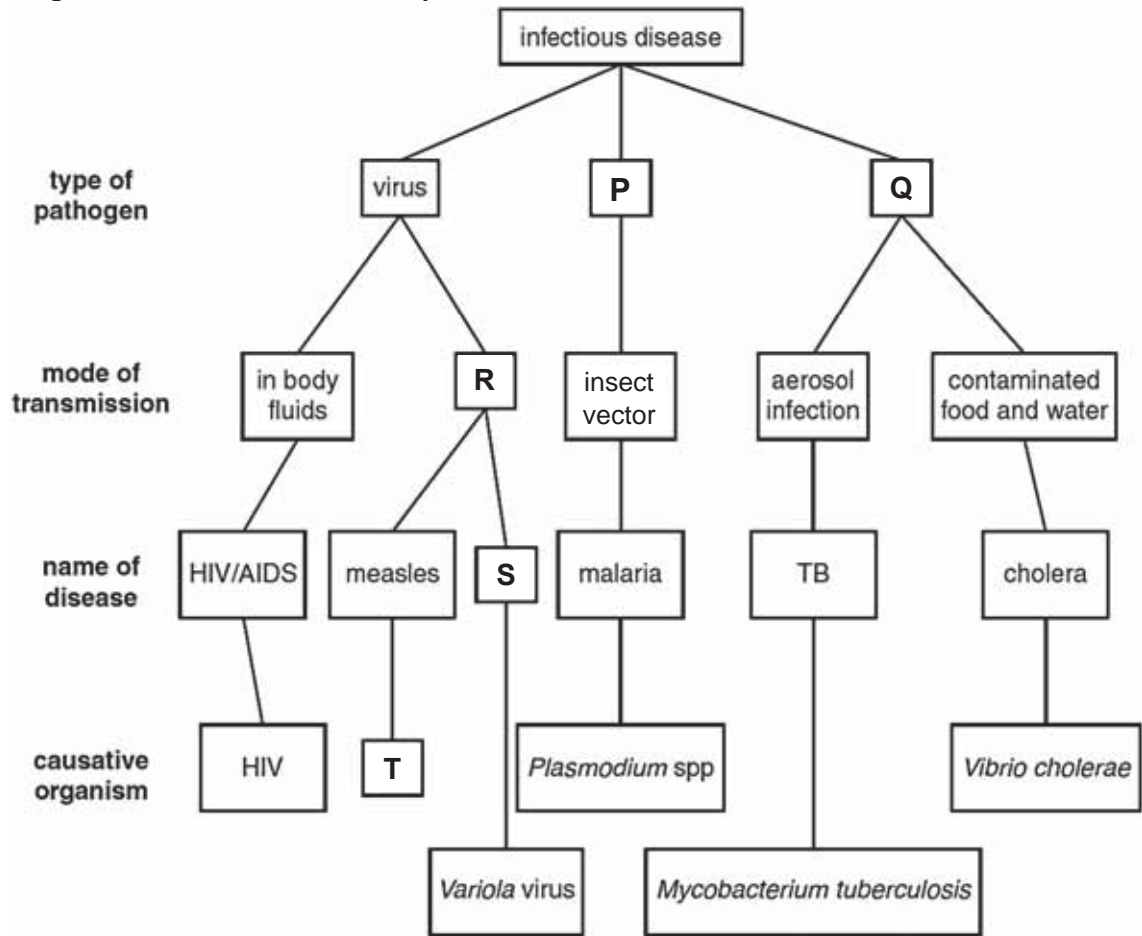 infectious disease
type of
pathogen
virus
P
Q
mode of
transmission
in body
fluids
R
insect
vector
aerosol
infection
contaminated
food and water
name of
disease
HIV/AIDS
measles
S
malaria
TB
cholera
causative
organism
HIV
T
Plasmodium spp
Vibrio cholerae
Variola virus
Mycobacterium tuberculosis